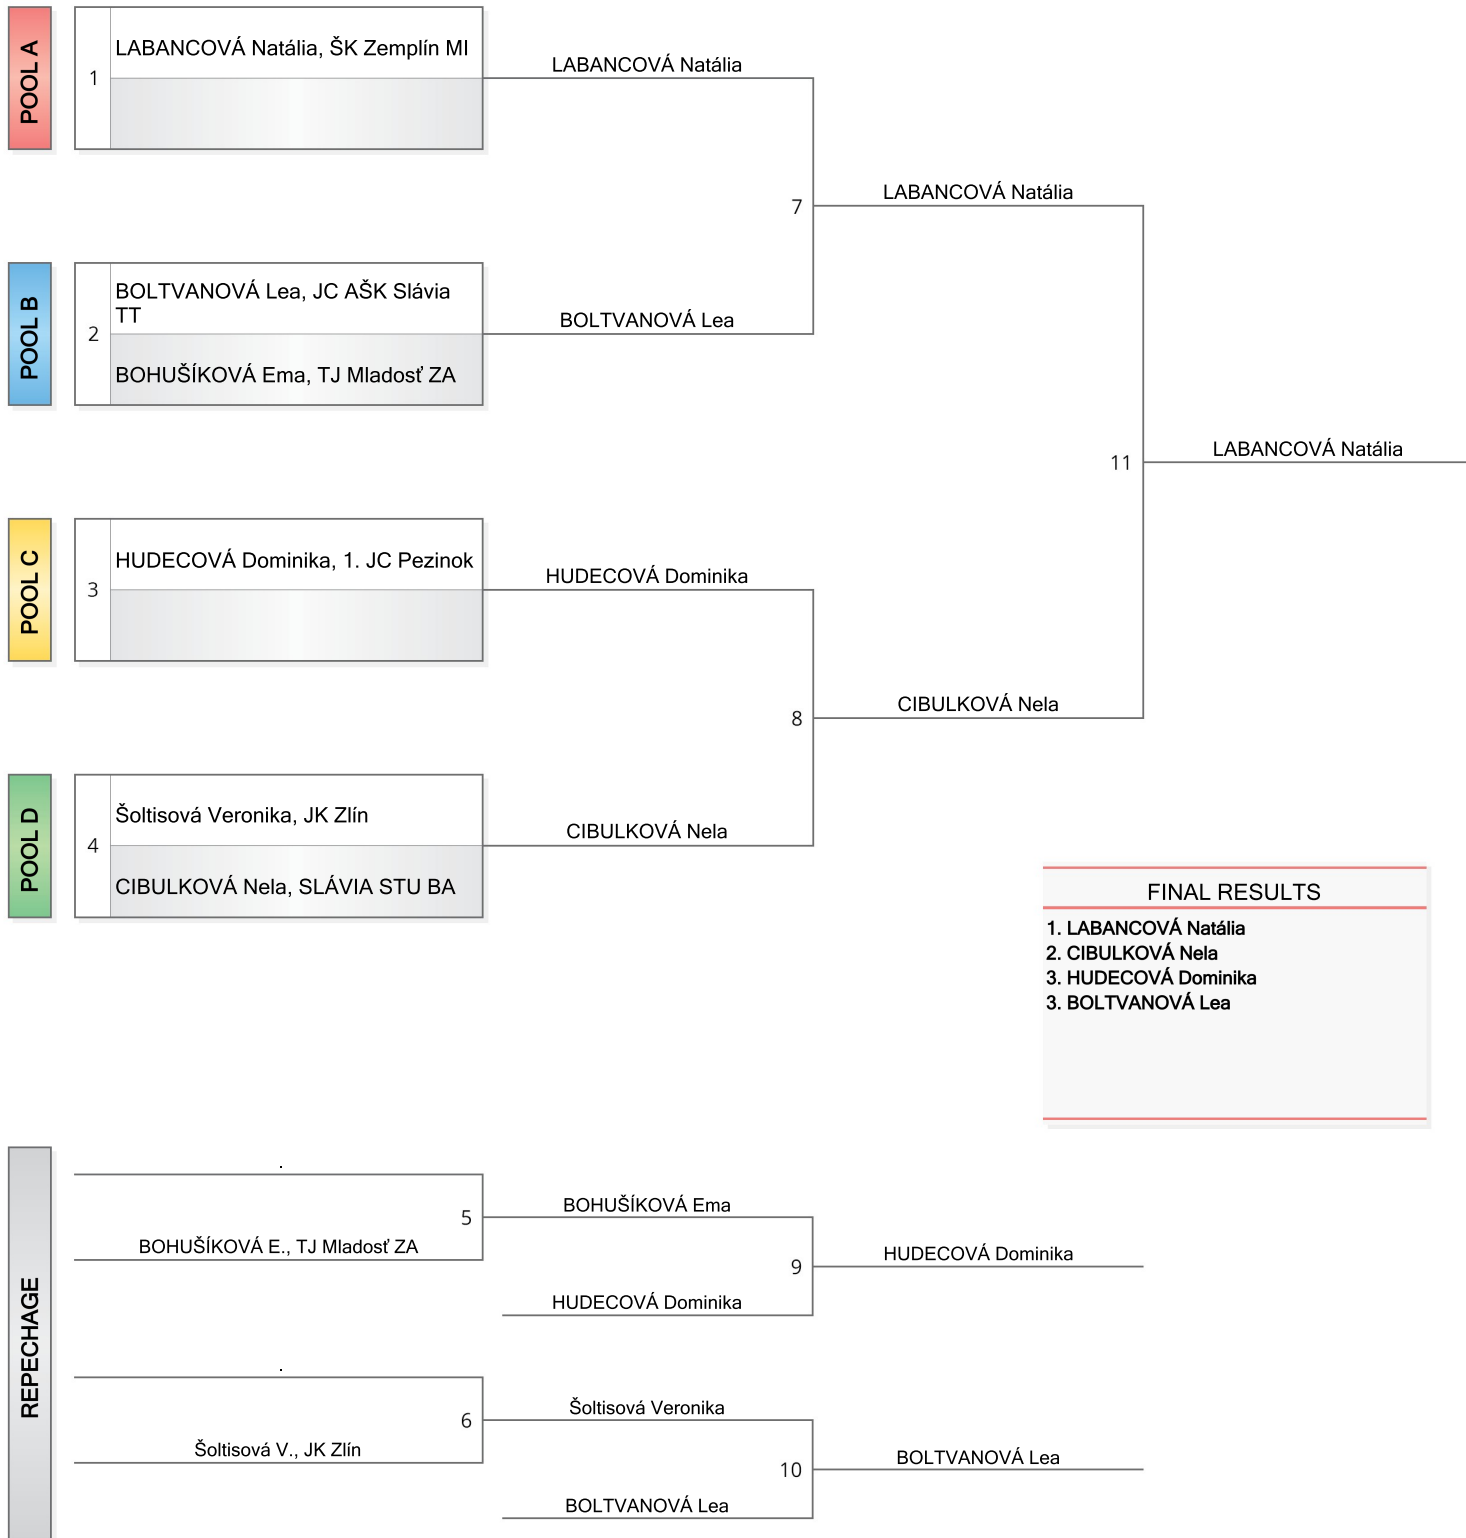 POOL A
1
LABANCOVÁ Natália, ŠK Zemplín MI
LABANCOVÁ Natália
7
LABANCOVÁ Natália
POOL B
2
BOLTVANOVÁ Lea, JC AŠK Slávia
TT
BOHUŠÍKOVÁ Ema, TJ Mladosť ZA
BOLTVANOVÁ Lea
11
LABANCOVÁ Natália
POOL C
3
HUDECOVÁ Dominika, 1. JC Pezinok
HUDECOVÁ Dominika
8
CIBULKOVÁ Nela
POOL D
4
Šoltisová Veronika, JK Zlín
CIBULKOVÁ Nela, SLÁVIA STU BA
CIBULKOVÁ Nela
FINAL RESULTS
1. LABANCOVÁ Natália
2. CIBULKOVÁ Nela
3. HUDECOVÁ Dominika
3. BOLTVANOVÁ Lea
REPECHAGE
.
5
BOHUŠÍKOVÁ E., TJ Mladosť ZA
BOHUŠÍKOVÁ Ema
9
HUDECOVÁ Dominika
HUDECOVÁ Dominika
.
6
Šoltisová V., JK Zlín
Šoltisová Veronika
10
BOLTVANOVÁ Lea
BOLTVANOVÁ Lea